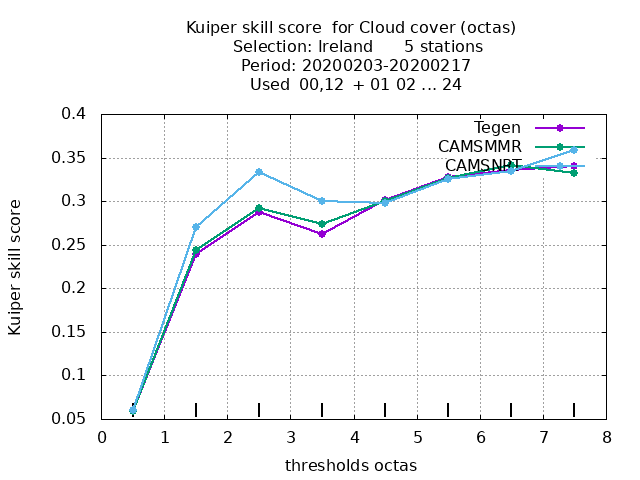 Kuiper skill score  for Cloud cover (octas)
Selection: Ireland      5 stations
Period: 20200203-20200217
Used  00,12  + 01 02 ... 24
Tegen
CAMSMMR
CAMSNRT
0.4
0.35
0.3
0.25
0.2
0.15
0.1
0.05
Kuiper skill score
0 1 2 3 4 5 6 7 8
thresholds octas